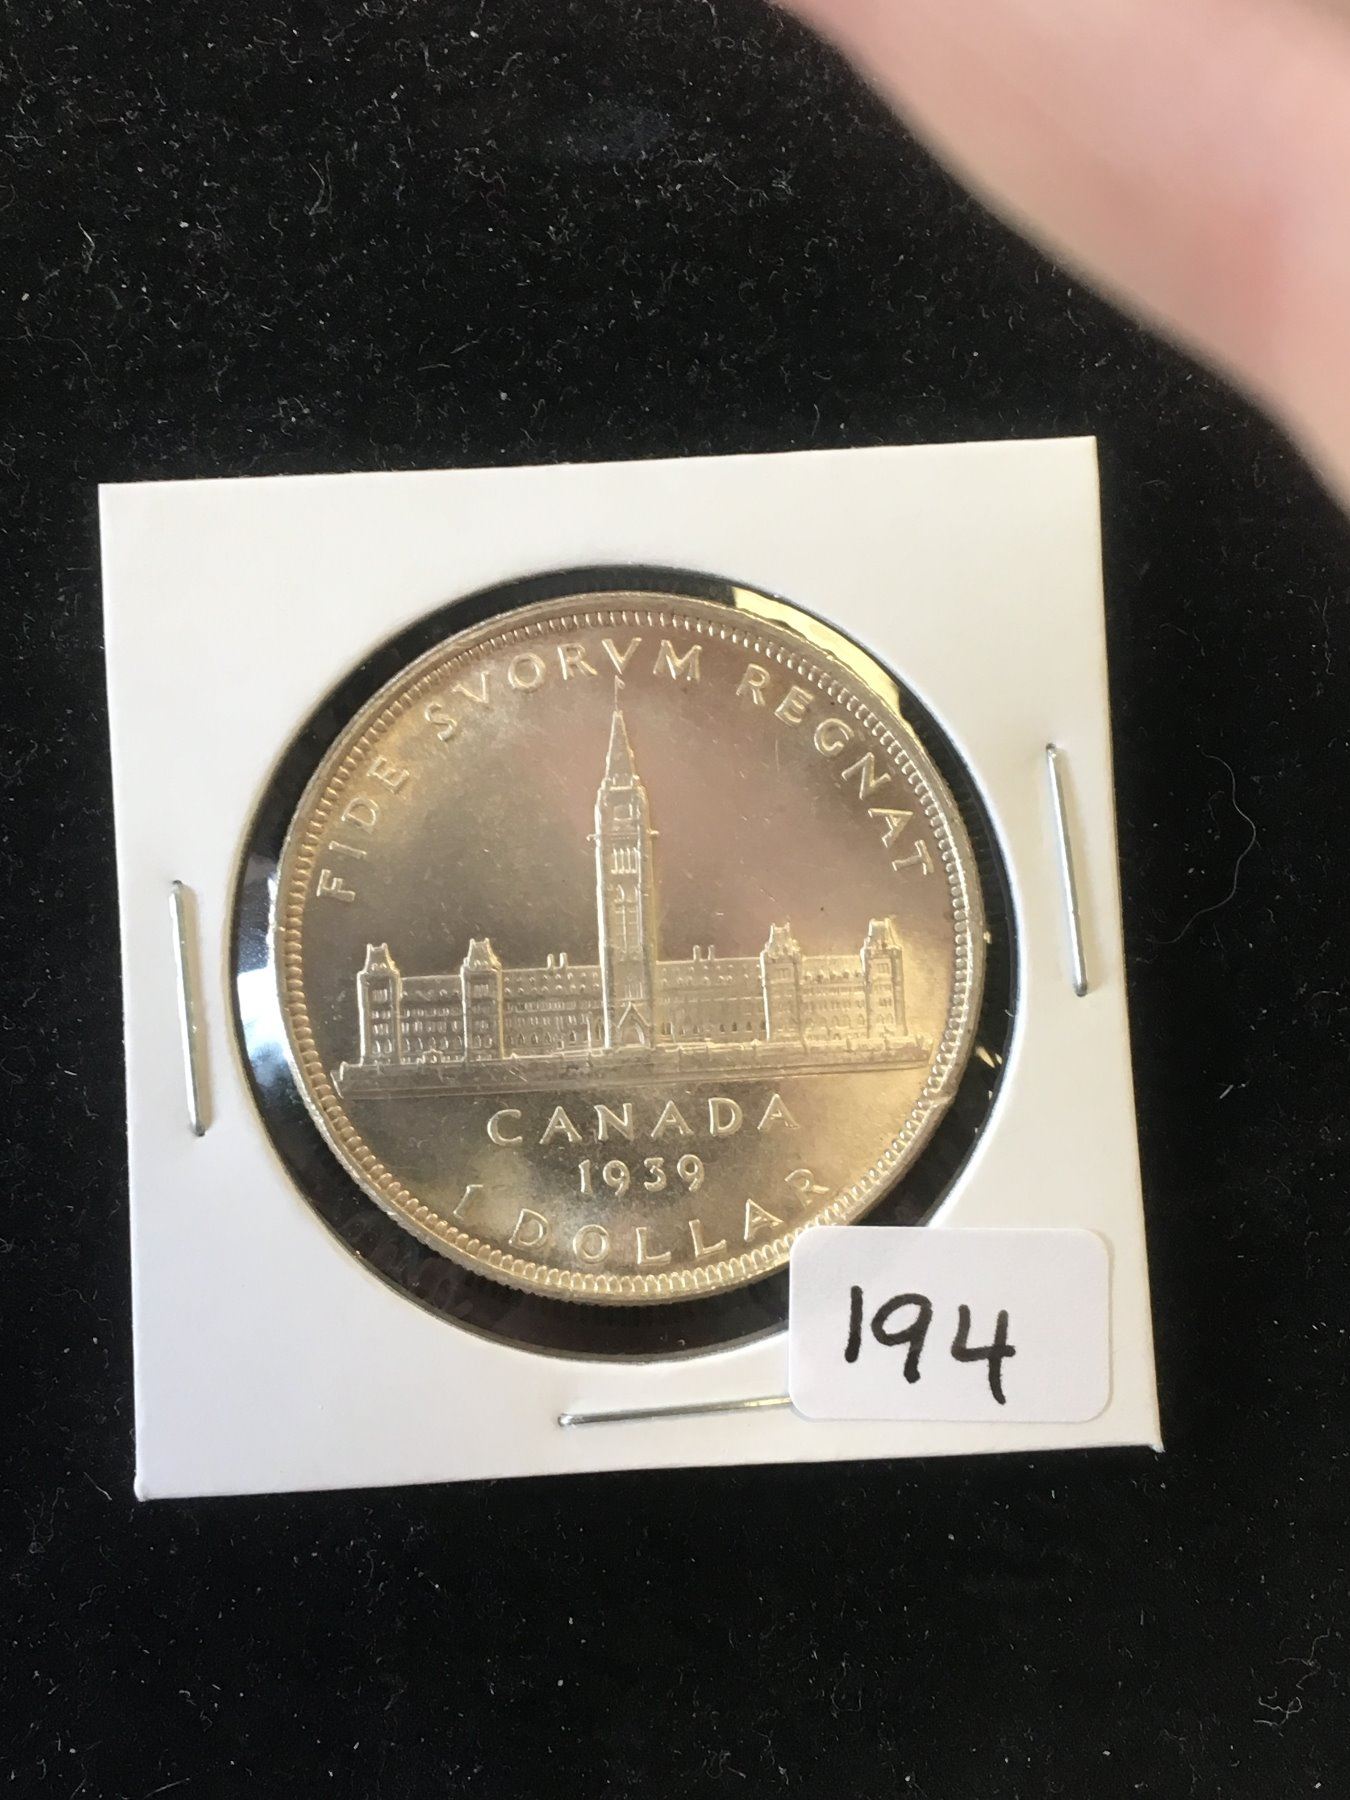 FIDE SVORVM REGNAT
CANADA
1939
1 DOLLAR
194